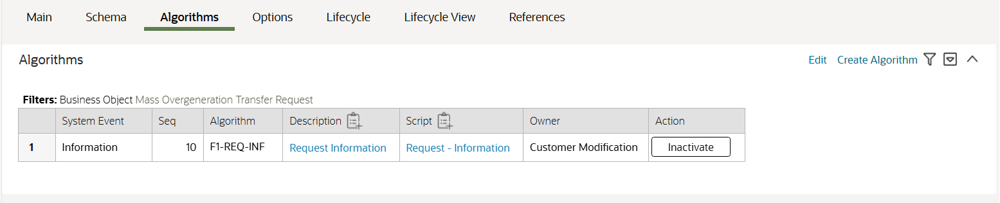 Main Schema Algorithms Options Lifecycle Lifecycle View References
Algorithms Edit Create Algorithm
Filters: Business Object Mass Overgeneration Transfer Request
System Event Seq Algorithm Description Script Owner Action
1 Information 10 F1-REQ-INF Request Information Request - Information Customer Modification Inactivate